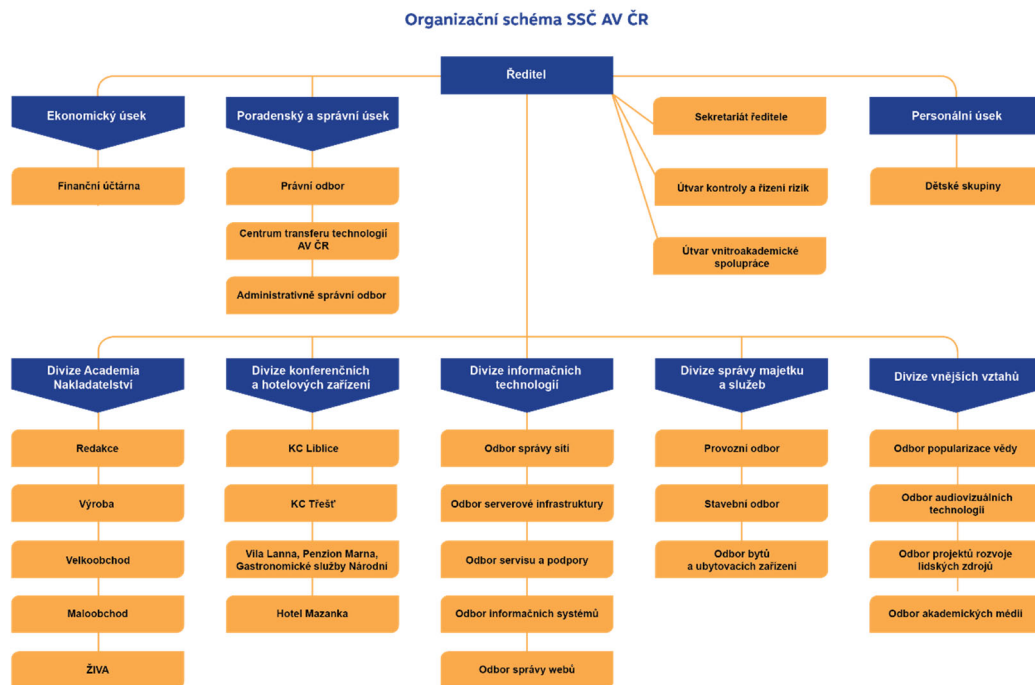 Organizační schéma SSČ AV ČR
Ředitel
Ekonomický úsek
Finanční účtárna
Poradenský a správní úsek
Právní odbor
Centrum transferu technologií
AV ČR
Administrativně správní odbor
Sekretariát ředitele
Útvar kontroly a řízení rizik
Útvar vnitroakademické
spolupráce
Personální úsek
Dětské skupiny
Divize Academia
Nakladatelství
Redakce
Výroba
Velkoobchod
Maloobchod
ŽIVA
Divize konferenčních
a hotelových zařízení
KC Liblice
KC Třešť
Vila Lanna, Penzion Marna,
Gastronomické služby Národní
Hotel Mazanka
Divize informačních
technologií
Odbor správy sítí
Odbor serverové infrastruktury
Odbor servisu a podpory
Odbor informačních systémů
Odbor správy webů
Divize správy majetku
a služeb
Provozní odbor
Stavební odbor
Odbor bytů
a ubytovacích zařízení
Divize vnějších vztahů
Odbor popularizace vědy
Odbor audiovizuálních
technologií
Odbor projektů rozvoje
lidských zdrojů
Odbor akademických médií